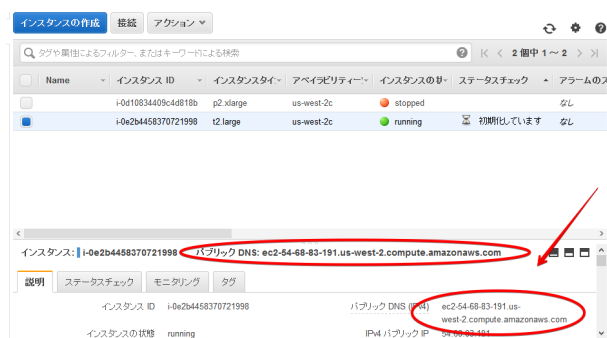 インスタンスの作成 接続 アクション
タグや属性によるフィルター、またはキーワードによる検索 2 個中 1 ~ 2
Name インスタンス ID インスタンスタイ アベイラビリティー インスタンスの ステータスチェック アラームのス
i-0d10834409c4d818b p2.xlarge us-west-2c stopped なし
i-0e2b4458370721998 t2.large us-west-2c running 初期化しています なし
インスタンス: i-0e2b4458370721998 パブリック DNS: ec2-54-68-83-191.us-west-2.compute.amazonaws.com
説明 ステータスチェック モニタリング タグ
インスタンス ID i-0e2b4458370721998 パブリック DNS (IPv4) ec2-54-68-83-191.us-
west-2.compute.amazonaws.com
インスタンスの状態 running IPv4 パブリック IP 54.68.83.191